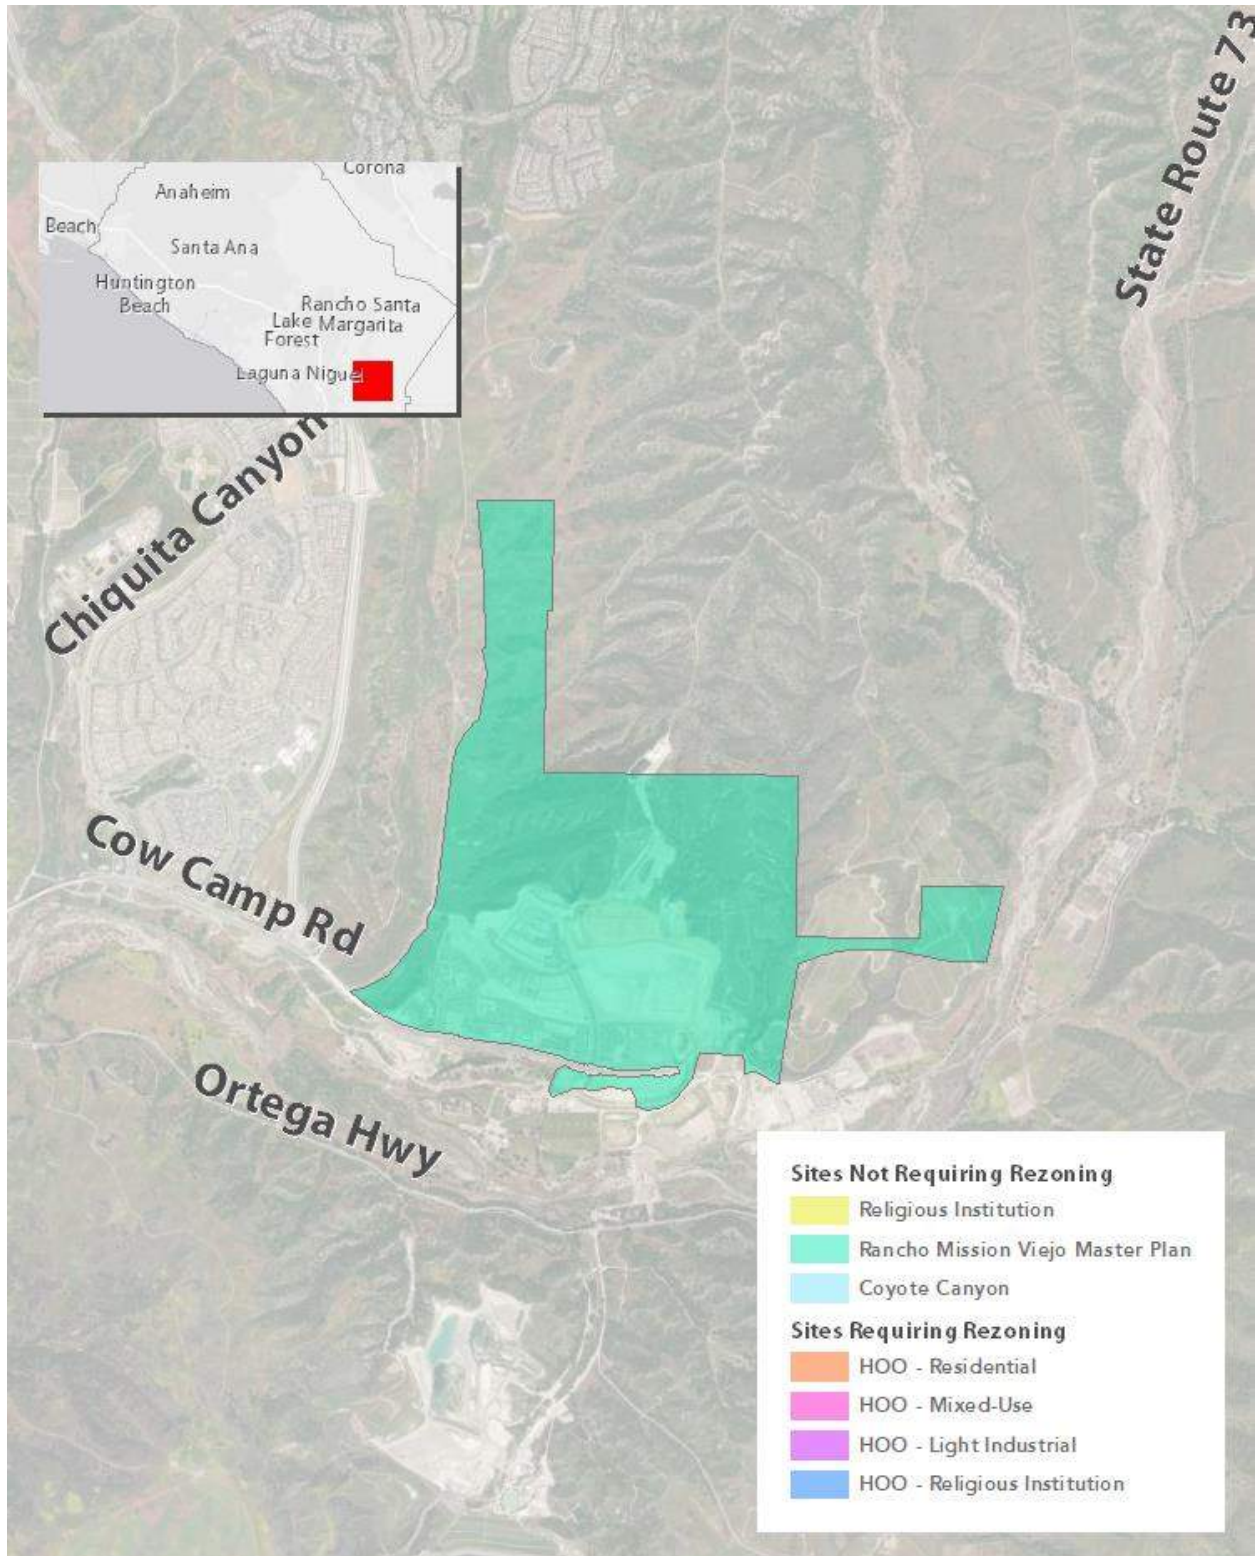 State Route 73
Corona
Anaheim
Beach
Santa Ana
Huntington
Beach
Rancho Santa
Margarita
Lake
Forest
Laguna Niguel
Chiquita Canyon
Cow Camp Rd
Ortega Hwy
Sites Not Requiring Rezoning
Religious Institution
Rancho Mission Viejo Master Plan
Coyote Canyon
Sites Requiring Rezoning
HOO - Residential
HOO - Mixed-Use
HOO - Light Industrial
HOO - Religious Institution